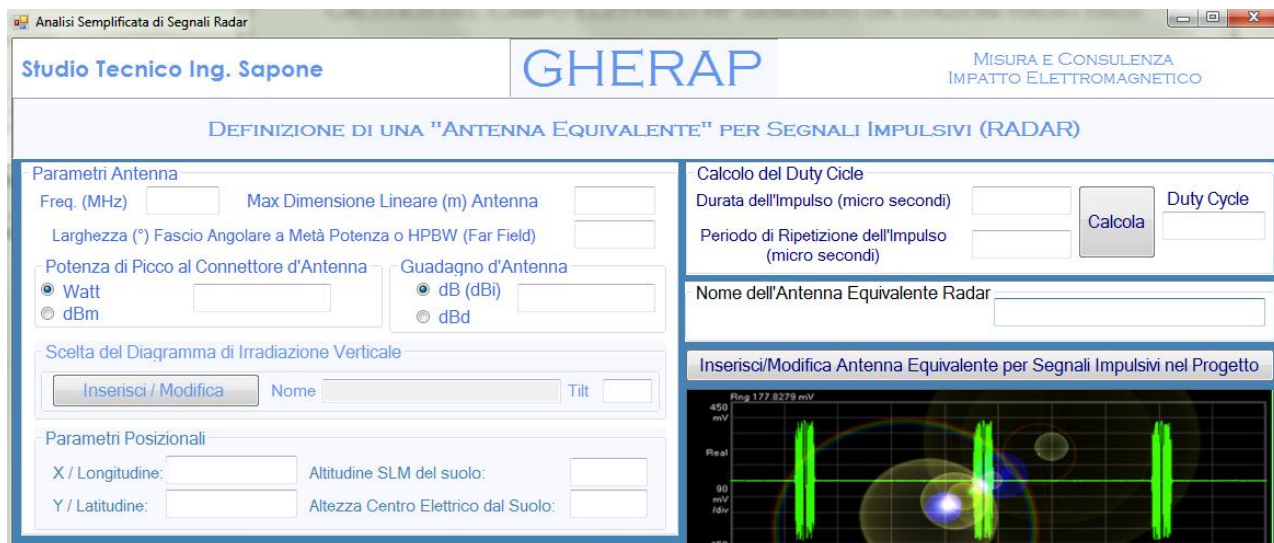 Analisi Semplificata di Segnali Radar
Studio Tecnico Ing. Sapone
GHERAP
Misura e Consulenza
Impatto Elettromagnetico
Definizione di una "Antenna Equivalente" per Segnali Impulsivi (RADAR)
Parametri Antenna
Freq. (MHz)
Max Dimensione Lineare (m) Antenna
Larghezza (°) Fascio Angolare a Metà Potenza o HPBW (Far Field)
Potenza di Picco al Connettore d'Antenna
Watt
dBm
Guadagno d'Antenna
dB (dBi)
dBd
Scelta del Diagramma di Irradiazione Verticale
Inserisci / Modifica
Nome
Tilt
Parametri Posizionali
X / Longitudine:
Altitudine SLM del suolo:
Y / Latitudine:
Altezza Centro Elettrico dal Suolo:
Calcolo del Duty Cicle
Durata dell'Impulso (micro secondi)
Periodo di Ripetizione dell'Impulso
(micro secondi)
Calcola
Duty Cycle
Nome dell'Antenna Equivalente Radar
Inserisci/Modifica Antenna Equivalente per Segnali Impulsivi nel Progetto
Rng 177.8279 mV
450
mV
Real
90
mV
/div